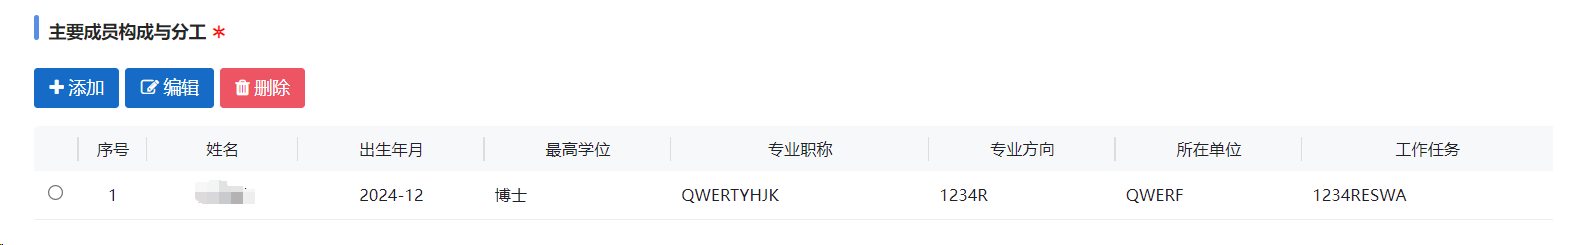 主要成员构成与分工 *
添加 编辑 删除
序号 姓名 出生年月 最高学位 专业职称 专业方向 所在单位 工作任务
1 2024-12 博士 QWERTYHJK 1234R QWERF 1234RESWA